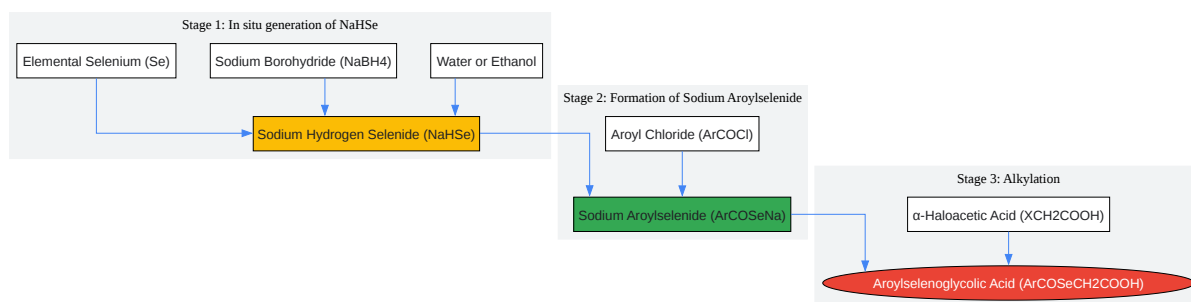 Stage 1: In situ generation of NaHSe
Elemental Selenium (Se)
Sodium Borohydride (NaBH4)
Water or Ethanol
Sodium Hydrogen Selenide (NaHSe)
Stage 2: Formation of Sodium Aroylselenide
Aroyl Chloride (ArCOCl)
Sodium Aroylselenide (ArCOSeNa)
Stage 3: Alkylation
α-Haloacetic Acid (XCH2COOH)
Aroylselenoglycolic Acid (ArCOSeCH2COOH)